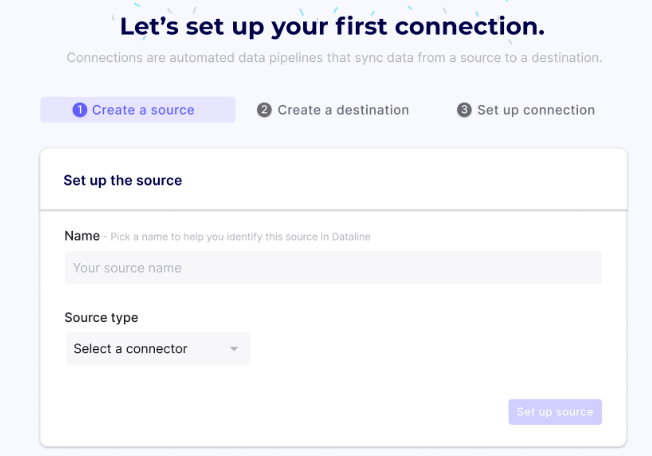 Let's set up your first connection.
Connections are automated data pipelines that sync data from a source to a destination.
1 Create a source 2 Create a destination 3 Set up connection
Set up the source
Name - Pick a name to help you identify this source in Dataline
Your source name
Source type
Select a connector
Set up source